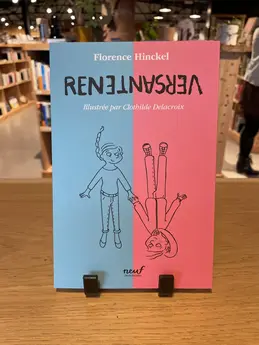 Florence Hinckel
RENVERSANTE
Illustrée par Clothilde Delacroix
neuf